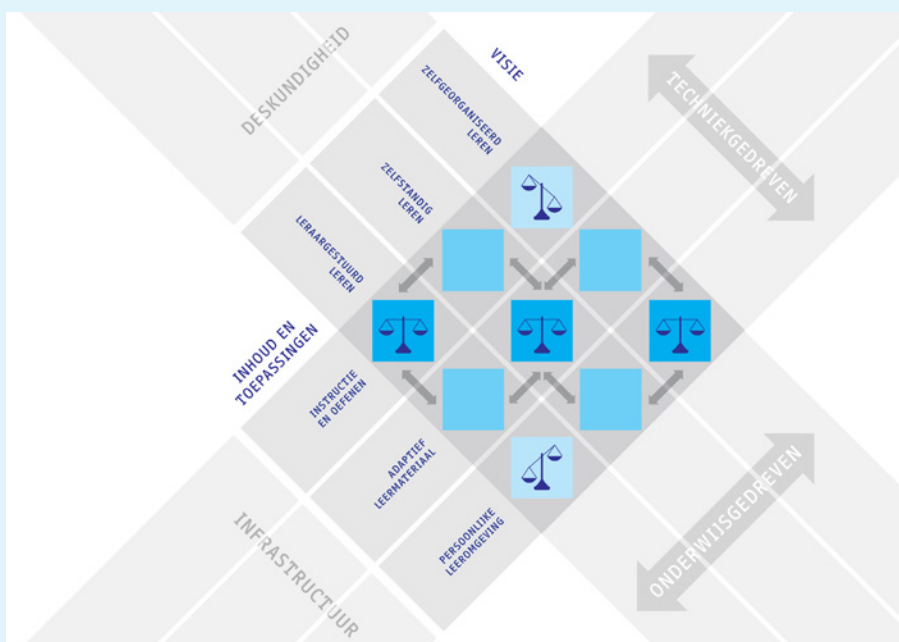 DESKUNDIGHEID
VISIE
ZELFGEORGANISEERD
LEREN
ZELFSTANDIG
LEREN
LERAARGESTUURD
LEREN
TECHNIEKGEDREVEN
INHOUD EN
TOEPASSINGEN
INSTRUCTIE
EN OEFENEN
ADAPTIEF
LEERMATERIAAL
PERSOONLIJKE
LEEROMGEVING
INFRASTRUCTUUR
ONDERWIJSGEDREVEN